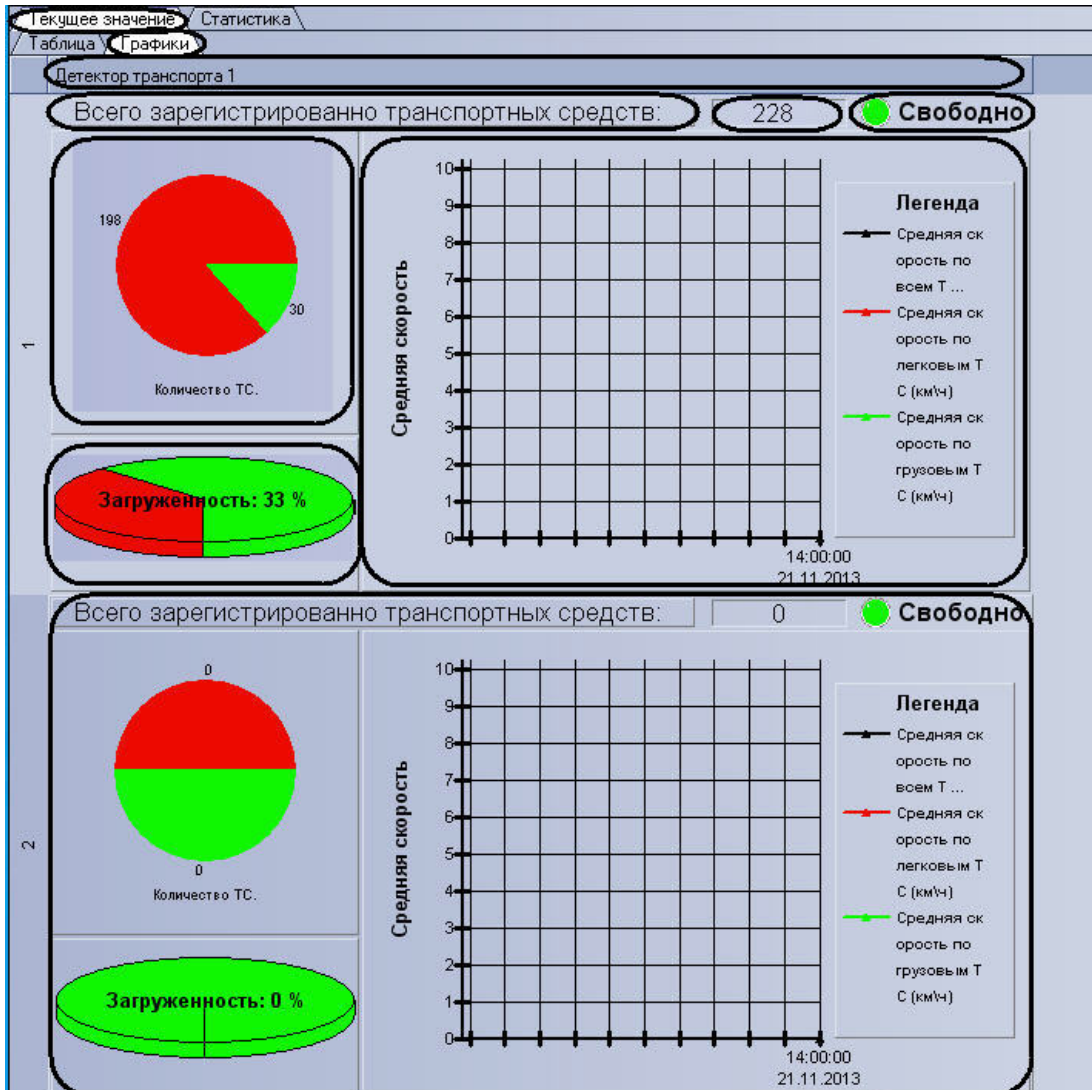 Текущее значение Статистика
Таблица Графики
Детектор транспорта 1
Всего зарегистрированно транспортных средств: 228 Свободно
1
198
30
Количество ТС.
Загруженность: 33 %
Средняя скорость
10
9
8
7
6
5
4
3
2
1
0
14:00:00
21.11.2013
Легенда
Средняя ск
орость по
всем Т ...
Средняя ск
орость по
легковым Т
С (км\ч)
Средняя ск
орость по
грузовым Т
С (км\ч)
Всего зарегистрированно транспортных средств: 0 Свободно
2
0
0
Количество ТС.
Загруженность: 0 %
Средняя скорость
10
9
8
7
6
5
4
3
2
1
0
14:00:00
21.11.2013
Легенда
Средняя ск
орость по
всем Т ...
Средняя ск
орость по
легковым Т
С (км\ч)
Средняя ск
орость по
грузовым Т
С (км\ч)